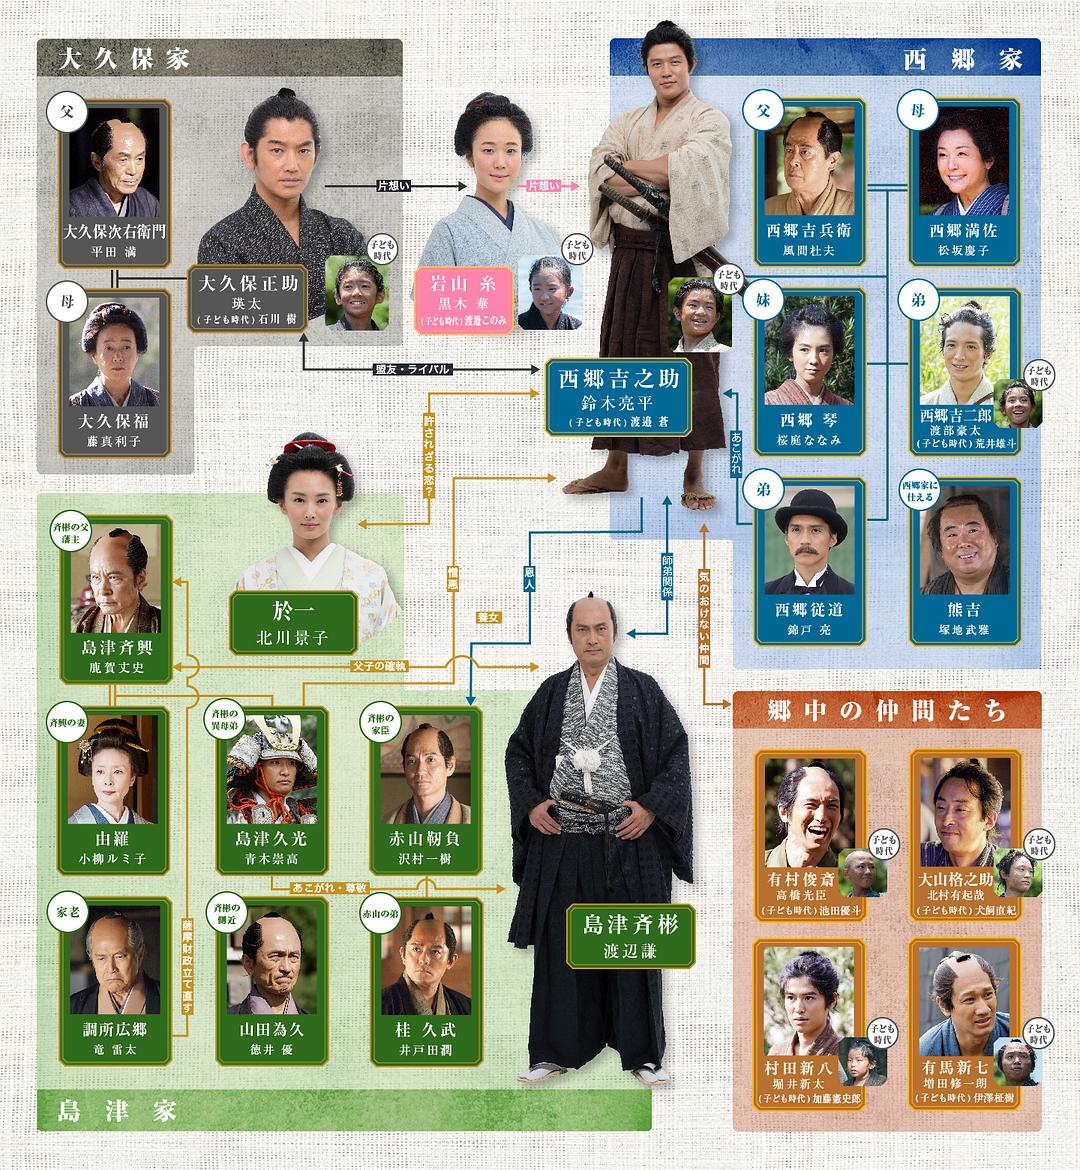 大久保家
父
大久保次右衛門
平田 満
母
大久保福
藤真利子
大久保正助
瑛太
(子ども時代)石川 樹
子ども
時代
片想い
岩山 糸
黒木 華
(子ども時代)渡邉このみ
子ども
時代
片想い
盟友・ライバル
西郷家
西郷吉之助
鈴木亮平
(子ども時代)渡邉 蒼
子ども
時代
父
西郷吉兵衛
風間杜夫
母
西郷満佐
松坂慶子
妹
西郷 琴
桜庭ななみ
弟
西郷吉二郎
渡部豪太
(子ども時代)荒井雄斗
子ども
時代
あこがれ
弟
西郷従道
錦戸 亮
西郷家に
仕える
熊吉
塚地武雅
許されざる恋?
憎悪
恩人
養女
師弟関係
気のおけない仲間
於一
北川景子
斉彬の父
藩主
島津斉興
鹿賀丈史
父子の確執
斉興の妻
由羅
小柳ルミ子
斉彬の
異母弟
島津久光
青木崇高
斉彬の
家臣
赤山靭負
沢村一樹
あこがれ・尊敬
家老
調所広郷
竜 雷太
薩摩財政立て直す
斉彬の
側近
山田為久
徳井 優
赤山の弟
桂 久武
井戸田潤
島津斉彬
渡辺謙
島津家
郷中の仲間たち
有村俊斎
高橋光臣
(子ども時代)池田優斗
子ども
時代
大山格之助
北村有起哉
(子ども時代)犬飼直紀
子ども
時代
村田新八
堀井新太
(子ども時代)加藤憲史郎
子ども
時代
有馬新七
増田修一朗
(子ども時代)伊澤柾樹
子ども
時代